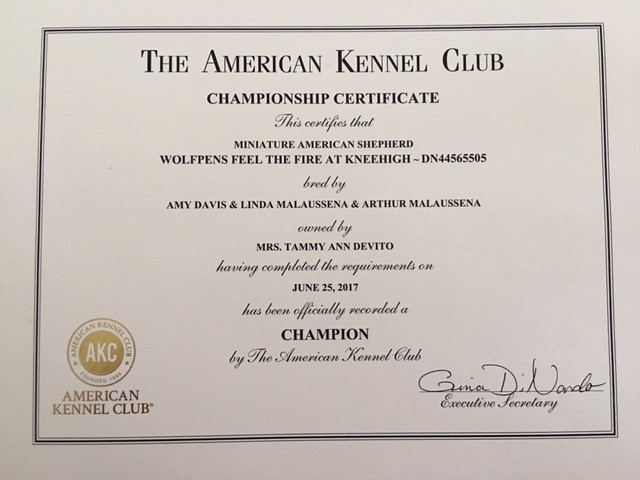 THE AMERICAN KENNEL CLUB
CHAMPIONSHIP CERTIFICATE
This certifies that
MINIATURE AMERICAN SHEPHERD
WOLFPENS FEEL THE FIRE AT KNEEHIGH ~ DN44565505
bred by
AMY DAVIS & LINDA MALAUSSENA & ARTHUR MALAUSSENA
owned by
MRS. TAMMY ANN DEVITO
having completed the requirements on
JUNE 25, 2017
has been officially recorded a
CHAMPION
by The American Kennel Club
AMERICAN KENNEL CLUB
AKC
FOUNDED 1884
AMERICAN
KENNEL CLUB®
Gina DiNardo
Executive Secretary